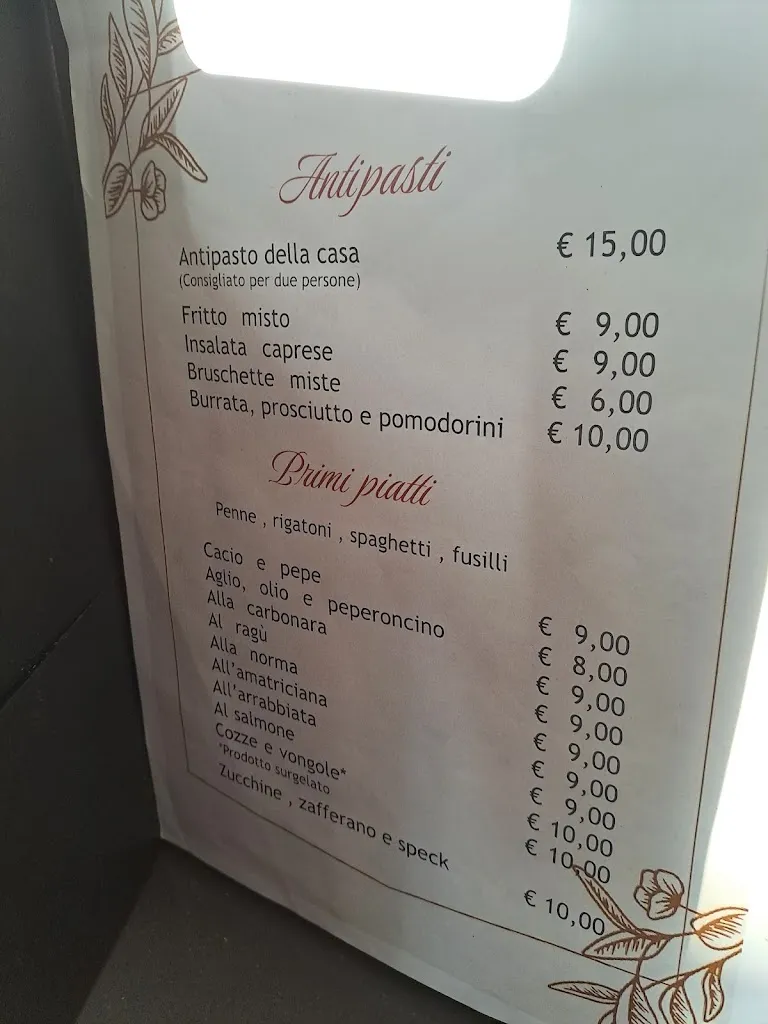 Antipasti
Antipasto della casa € 15,00
(Consigliato per due persone)
Fritto misto € 9,00
Insalata caprese € 9,00
Bruschette miste € 6,00
Burrata, prosciutto e pomodorini € 10,00
Primi piatti
Penne , rigatoni , spaghetti , fusilli
Cacio e pepe € 9,00
Aglio, olio e peperoncino € 8,00
Alla carbonara € 9,00
Al ragù € 9,00
Alla norma € 9,00
All'amatriciana € 9,00
All'arrabbiata € 9,00
Al salmone € 10,00
Cozze e vongole* € 10,00
*Prodotto surgelato
Zucchine , zafferano e speck € 10,00